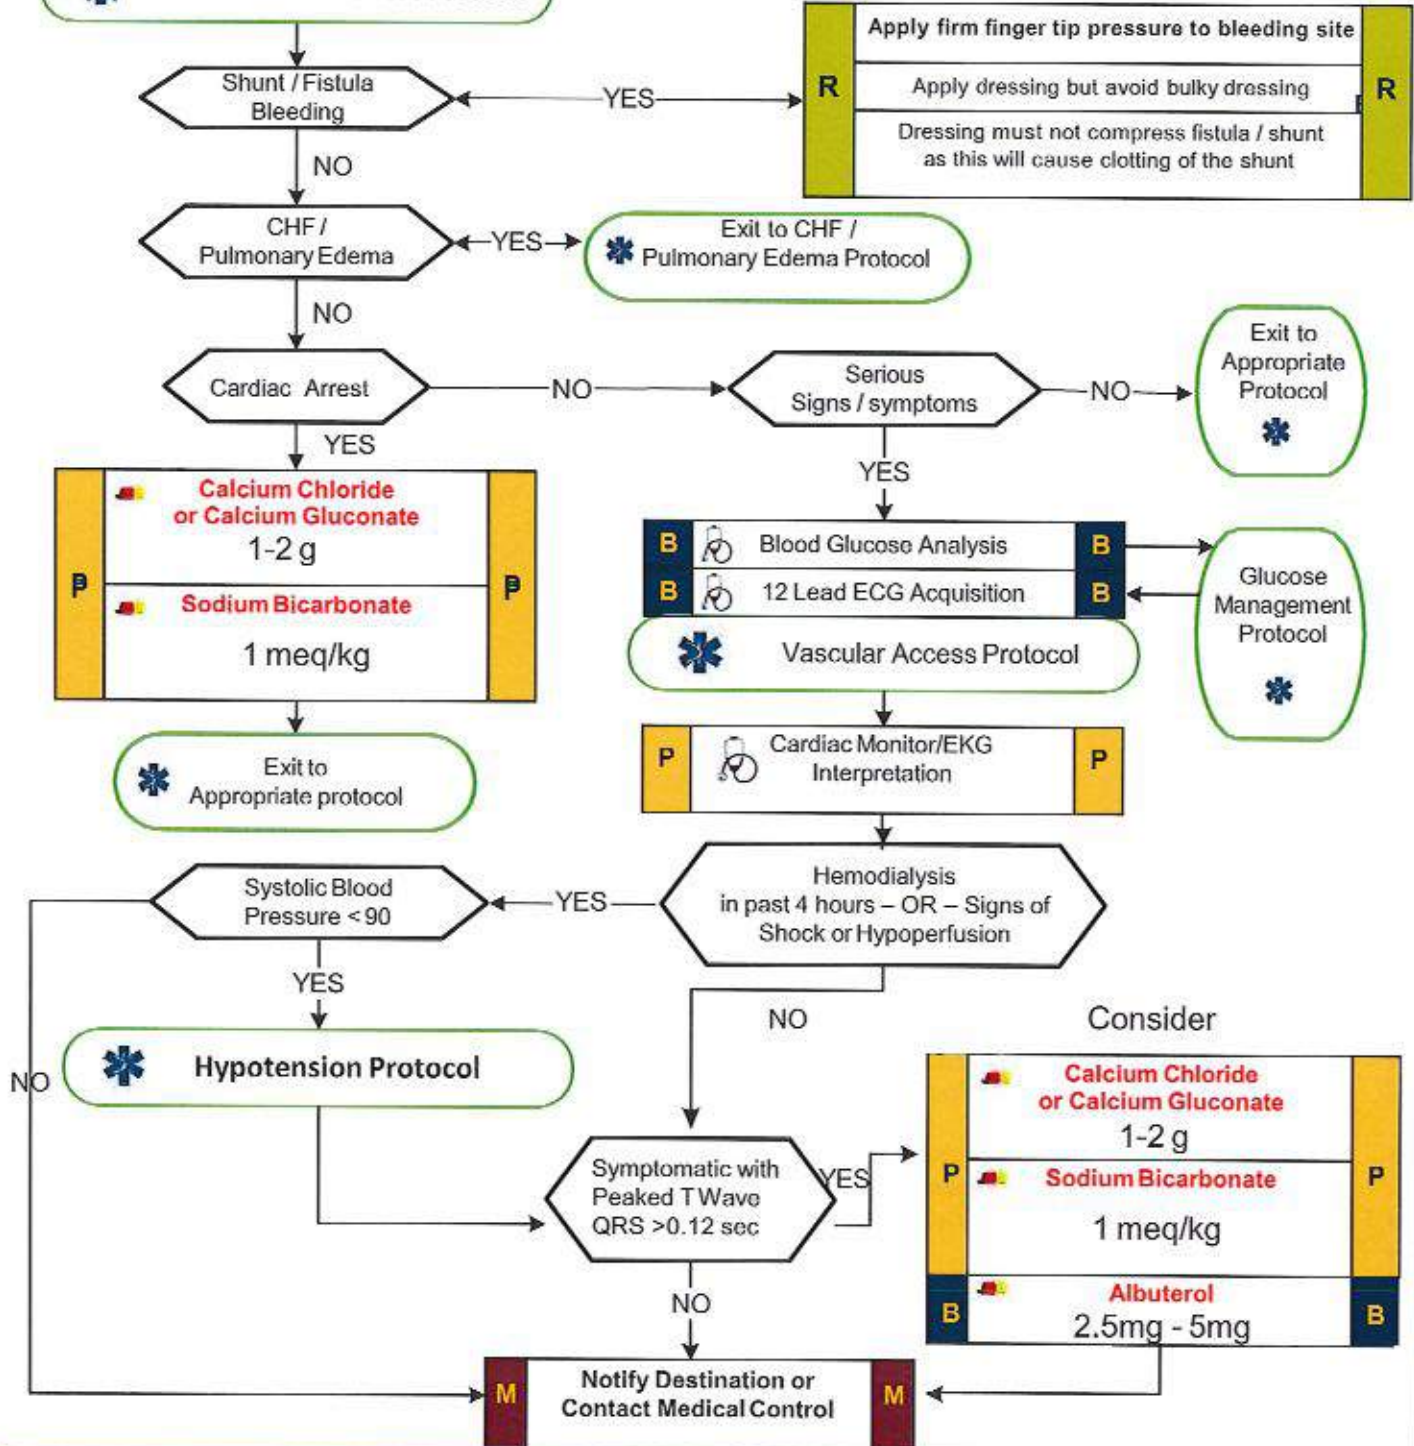 Apply firm finger tip pressure to bleeding site
R
Apply dressing but avoid bulky dressing
R
Dressing must not compress fistula / shunt
as this will cause clotting of the shunt
Shunt / Fistula
Bleeding
YES
NO
CHF /
Pulmonary Edema
YES
Exit to CHF /
Pulmonary Edema Protocol
NO
Cardiac Arrest
NO
Serious
Signs / symptoms
NO
Exit to
Appropriate
Protocol
YES
YES
P
Calcium Chloride
or Calcium Gluconate
1-2 g
Sodium Bicarbonate
1 meq/kg
P
B
Blood Glucose Analysis
B
B
12 Lead ECG Acquisition
B
Glucose
Management
Protocol
Vascular Access Protocol
P
Cardiac Monitor/EKG
Interpretation
P
Exit to
Appropriate protocol
Systolic Blood
Pressure < 90
YES
Hemodialysis
in past 4 hours – OR – Signs of
Shock or Hypoperfusion
YES
NO
NO
Hypotension Protocol
Consider
P
Calcium Chloride
or Calcium Gluconate
1-2 g
Sodium Bicarbonate
1 meq/kg
P
B
Albuterol
2.5mg - 5mg
B
Symptomatic with
Peaked T Wave
QRS >0.12 sec
YES
NO
M
Notify Destination or
Contact Medical Control
M